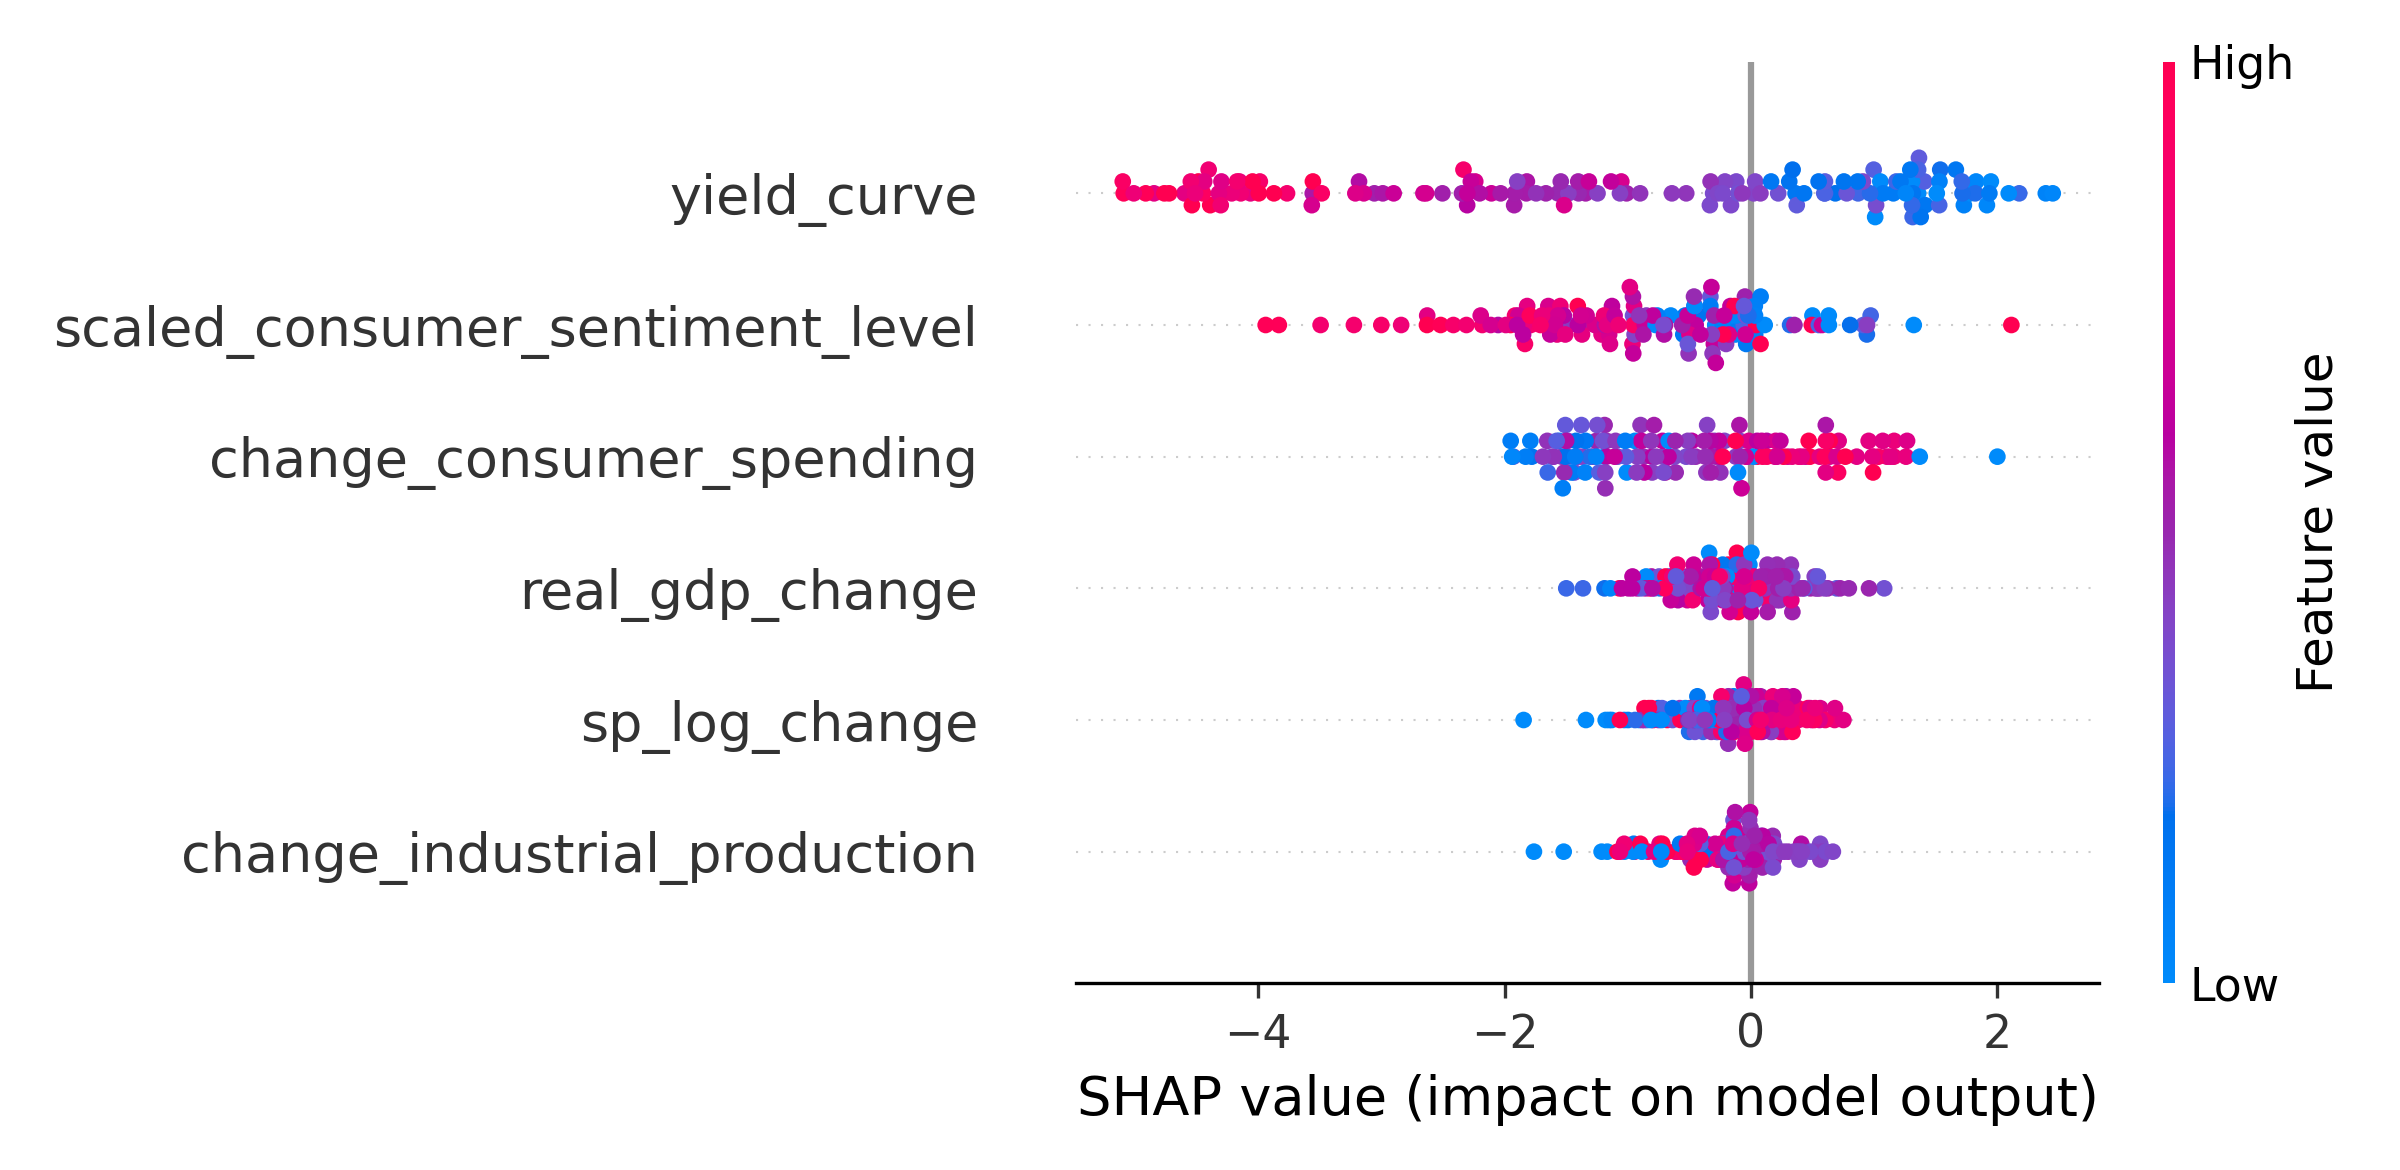 High
yield_curve
scaled_consumer_sentiment_level
change_consumer_spending
real_gdp_change
sp_log_change
change_industrial_production
Feature value
Low
−4 −2 0 2
SHAP value (impact on model output)